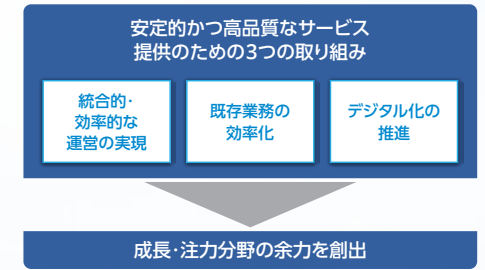 安定的かつ高品質なサービス
提供のための3つの取り組み
統合的・
効率的な
運営の実現
既存業務の
効率化
デジタル化の
推進
成長・注力分野の余力を創出